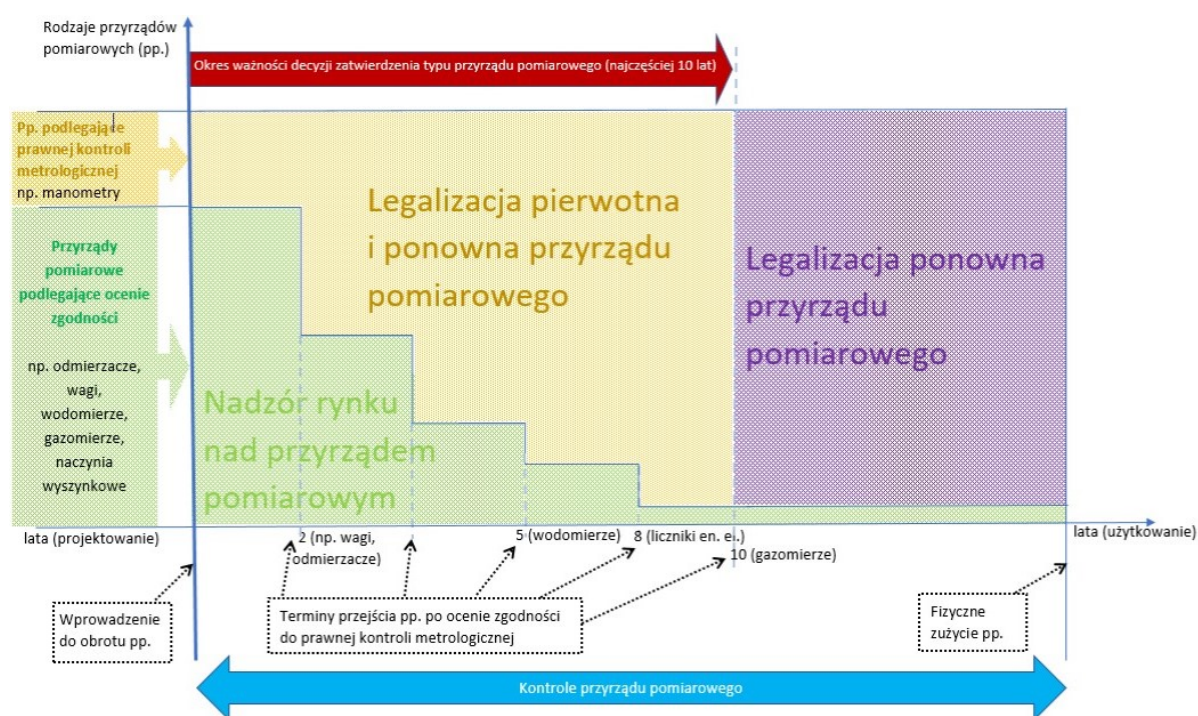 Rodzaje przyrządów
pomiarowych (pp.)
Okres ważności decyzji zatwierdzenia typu przyrządu pomiarowego (najczęściej 10 lat)
Pp. podlegające
prawnej kontroli
metrologicznej
np. manometry
Legalizacja pierwotna
i ponowna przyrządu
pomiarowego
Legalizacja ponowna
przyrządu
pomiarowego
Przyrządy
pomiarowe
podlegające ocenie
zgodności
np. odmierzacze,
wagi,
wodomierze,
gazomierze,
naczynia
wyszynkowe
Nadzór rynku
nad przyrządem
pomiarowym
lata (projektowanie)
2 (np. wagi,
odmierzacze)
5 (wodomierze)
8 (liczniki en. el.)
10 (gazomierze)
lata (użytkowanie)
Wprowadzenie
do obrotu pp.
Terminy przejścia pp. po ocenie zgodności
do prawnej kontroli metrologicznej
Fizyczne
zużycie pp.
Kontrole przyrządu pomiarowego